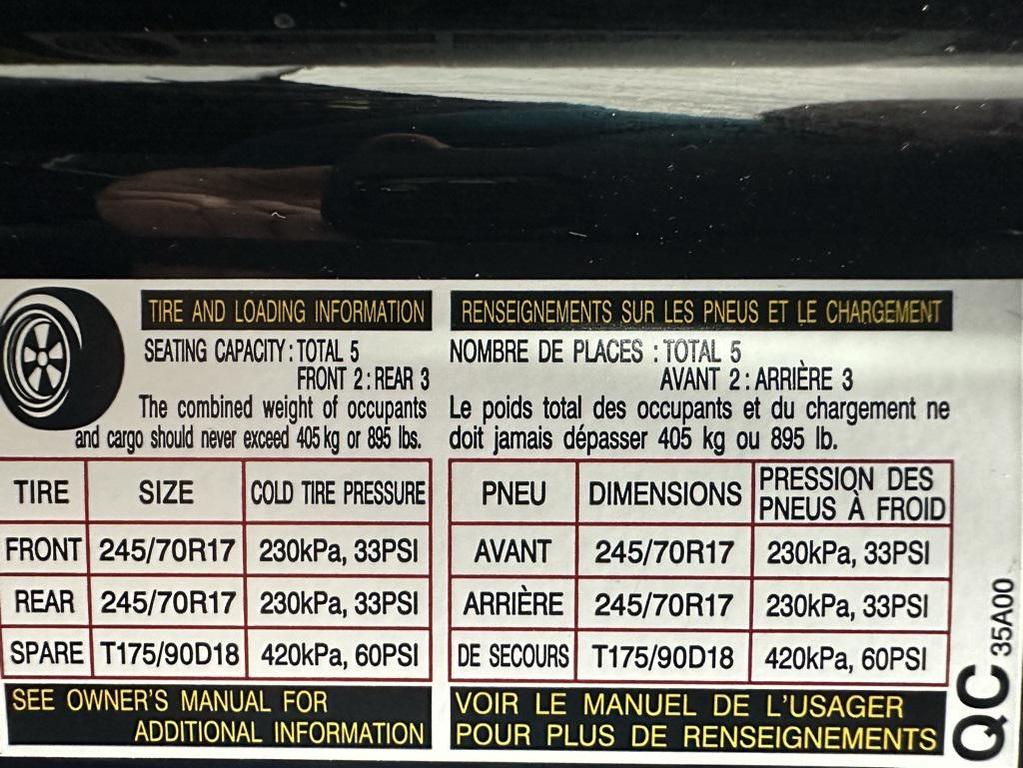 TIRE AND LOADING INFORMATION
SEATING CAPACITY : TOTAL 5
FRONT 2 : REAR 3
The combined weight of occupants
and cargo should never exceed 405 kg or 895 lbs.
TIRE SIZE COLD TIRE PRESSURE
FRONT 245/70R17 230kPa, 33PSI
REAR 245/70R17 230kPa, 33PSI
SPARE T175/90D18 420kPa, 60PSI
SEE OWNER'S MANUAL FOR
ADDITIONAL INFORMATION
RENSEIGNEMENTS SUR LES PNEUS ET LE CHARGEMENT
NOMBRE DE PLACES : TOTAL 5
AVANT 2 : ARRIÈRE 3
Le poids total des occupants et du chargement ne
doit jamais dépasser 405 kg ou 895 lb.
PNEU DIMENSIONS PRESSION DES
PNEUS À FROID
AVANT 245/70R17 230kPa, 33PSI
ARRIÈRE 245/70R17 230kPa, 33PSI
DE SECOURS T175/90D18 420kPa, 60PSI
VOIR LE MANUEL DE L'USAGER
POUR PLUS DE RENSEIGNEMENTS
QC 35A00